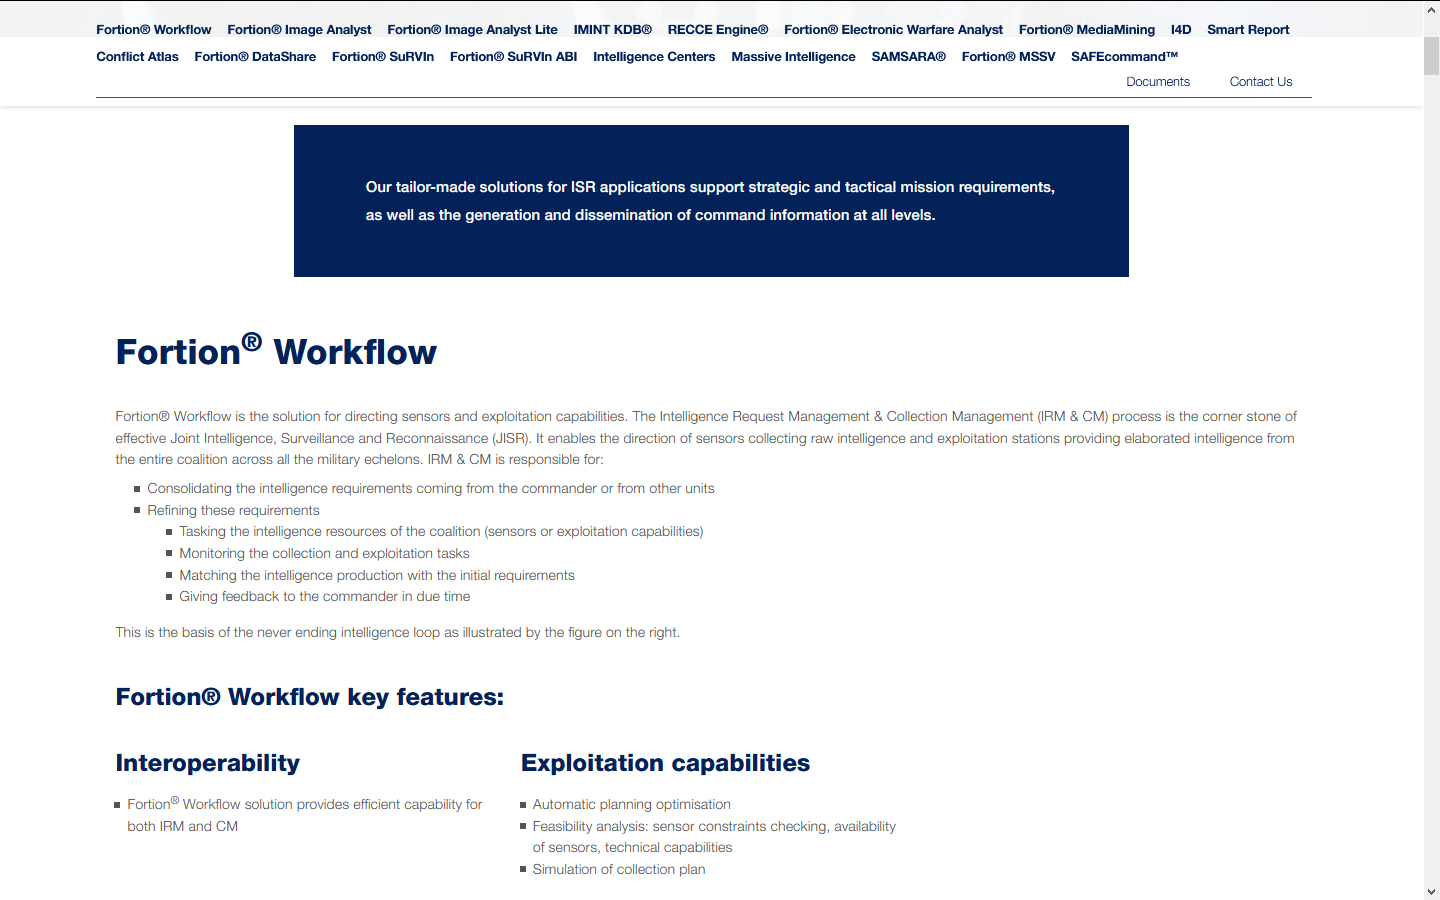 Fortion® Workflow Fortion® Image Analyst Fortion® Image Analyst Lite IMINT KDB® RECCE Engine® Fortion® Electronic Warfare Analyst Fortion® MediaMining I4D Smart Report
Conflict Atlas Fortion® DataShare Fortion® SuRVIn Fortion® SuRVIn ABI Intelligence Centers Massive Intelligence SAMSARA® Fortion® MSSV SAFEcommand™
Documents Contact Us
Our tailor-made solutions for ISR applications support strategic and tactical mission requirements,
as well as the generation and dissemination of command information at all levels.
Fortion® Workflow
Fortion® Workflow is the solution for directing sensors and exploitation capabilities. The Intelligence Request Management & Collection Management (IRM & CM) process is the corner stone of
effective Joint Intelligence, Surveillance and Reconnaissance (JISR). It enables the direction of sensors collecting raw intelligence and exploitation stations providing elaborated intelligence from
the entire coalition across all the military echelons. IRM & CM is responsible for:
Consolidating the intelligence requirements coming from the commander or from other units
Refining these requirements
Tasking the intelligence resources of the coalition (sensors or exploitation capabilities)
Monitoring the collection and exploitation tasks
Matching the intelligence production with the initial requirements
Giving feedback to the commander in due time
This is the basis of the never ending intelligence loop as illustrated by the figure on the right.
Fortion® Workflow key features:
Interoperability
Fortion® Workflow solution provides efficient capability for
both IRM and CM
Exploitation capabilities
Automatic planning optimisation
Feasibility analysis: sensor constraints checking, availability
of sensors, technical capabilities
Simulation of collection plan